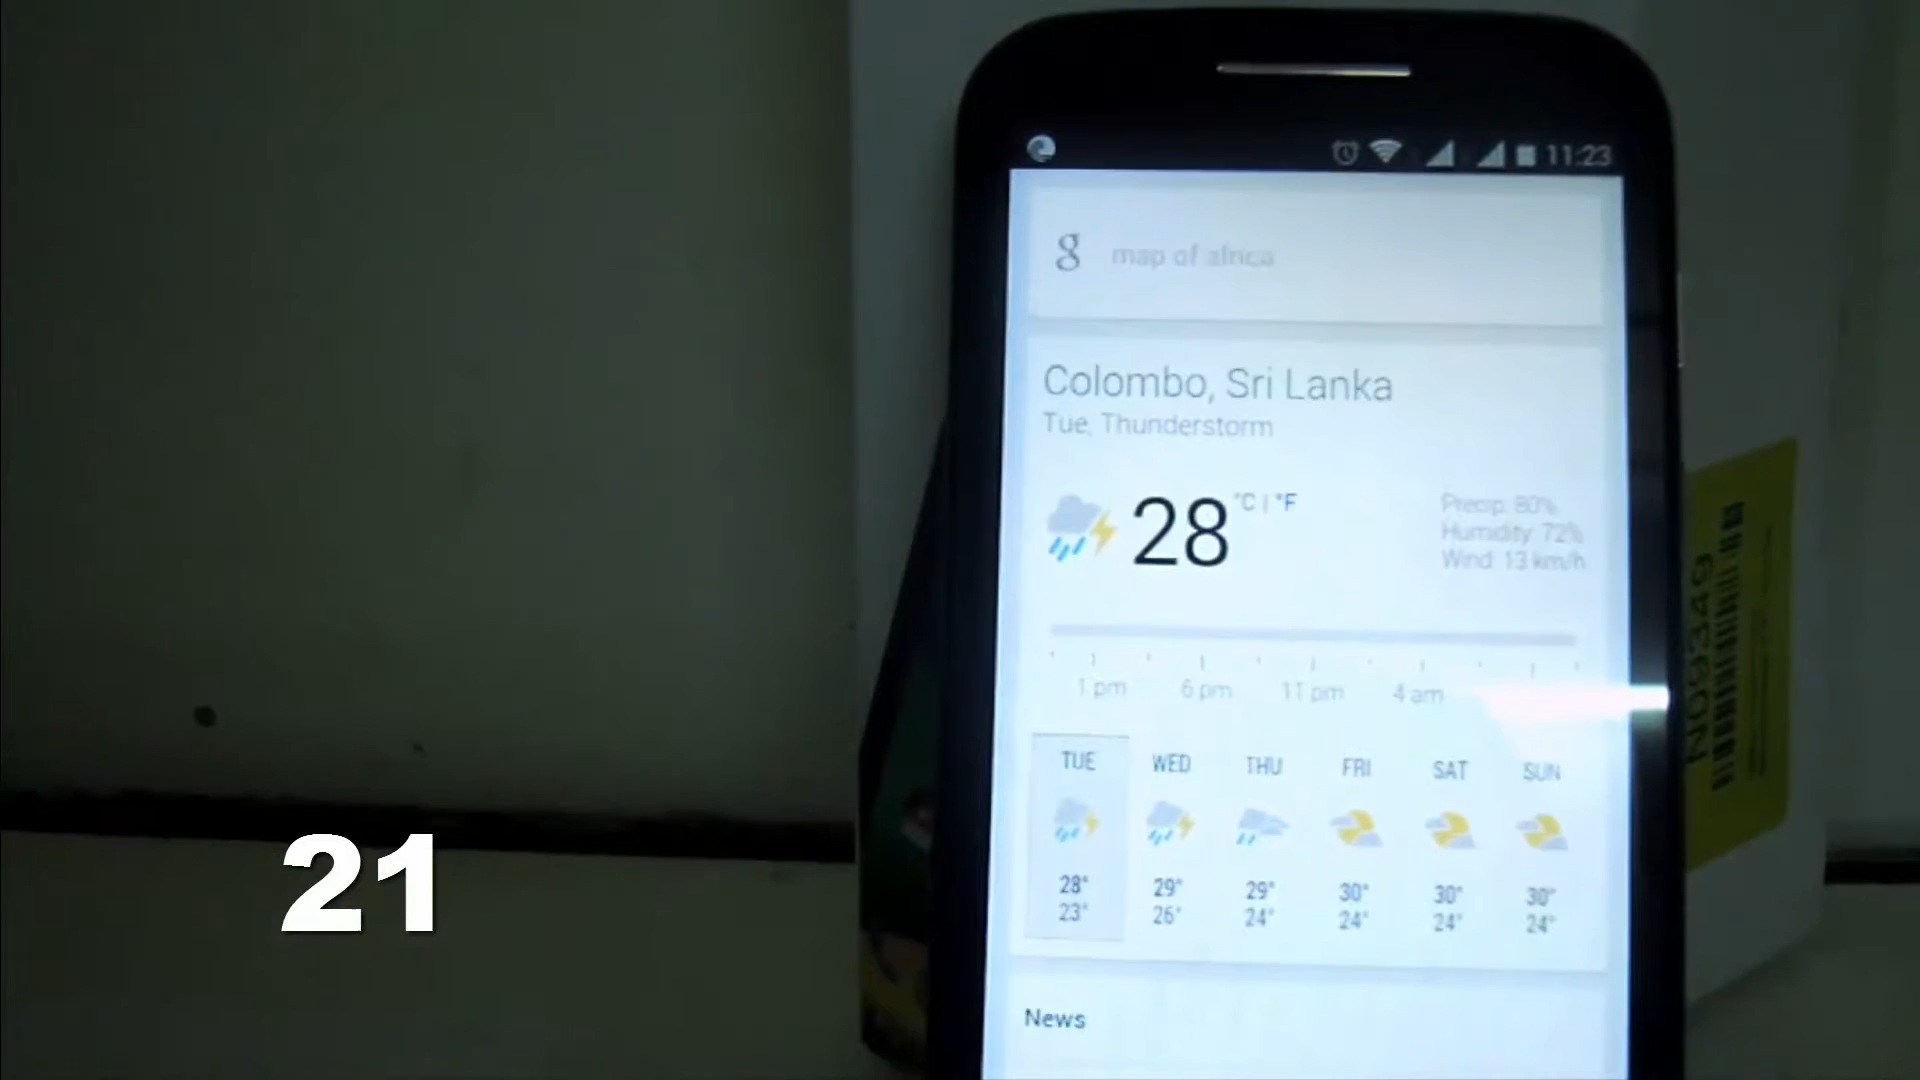 11:23
g map of africa
Colombo, Sri Lanka
Tue, Thunderstorm
28 °C | °F
Precip: 80%
Humidity: 72%
Wind: 13 km/h
1 pm 6 pm 11 pm 4 am
TUE WED THU FRI SAT SUN
28° 29° 29° 30° 30° 30°
23° 26° 24° 24° 24° 24°
News
N09349
21